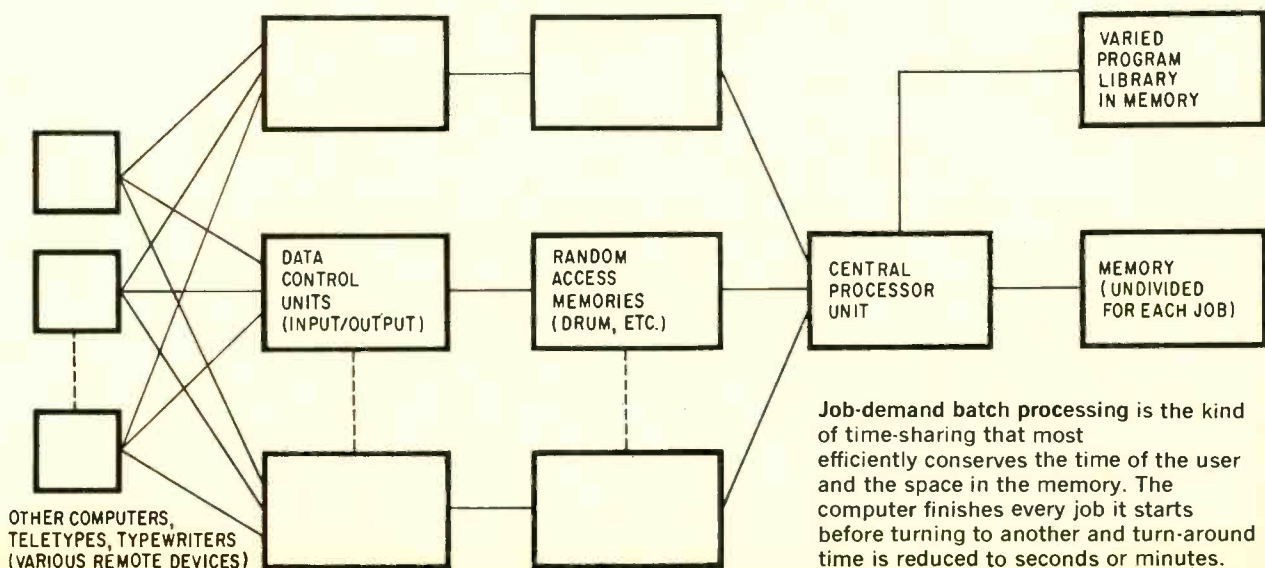 VARIED
PROGRAM
LIBRARY
IN MEMORY
DATA
CONTROL
UNITS
(INPUT/OUTPUT)
RANDOM
ACCESS
MEMORIES
(DRUM, ETC.)
CENTRAL
PROCESSOR
UNIT
MEMORY
(UNDIVIDED
FOR EACH JOB)
OTHER COMPUTERS,
TELETYPES, TYPEWRITERS
(VARIOUS REMOTE DEVICES)
Job-demand batch processing is the kind
of time-sharing that most
efficiently conserves the time of the user
and the space in the memory. The
computer finishes every job it starts
before turning to another and turn-around
time is reduced to seconds or minutes.